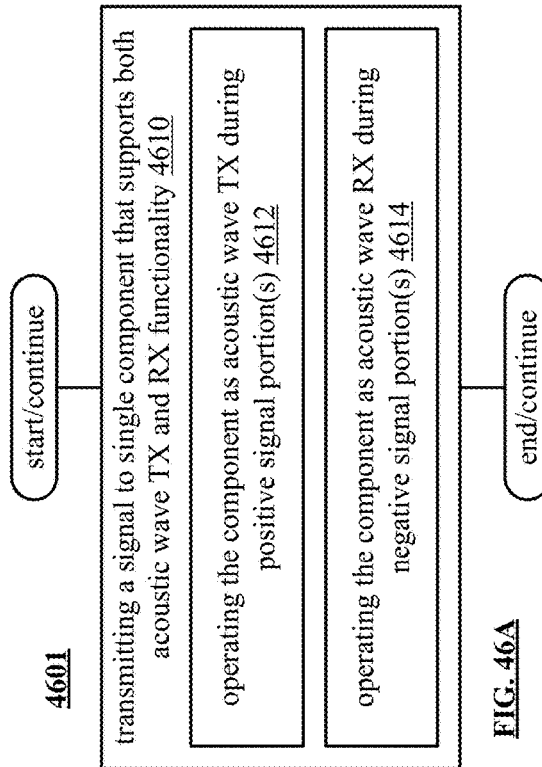 4601
start/continue
transmitting a signal to single component that supports both
acoustic wave TX and RX functionality 4610
operating the component as acoustic wave TX during
positive signal portion(s) 4612
operating the component as acoustic wave RX during
negative signal portion(s) 4614
end/continue
FIG. 46A